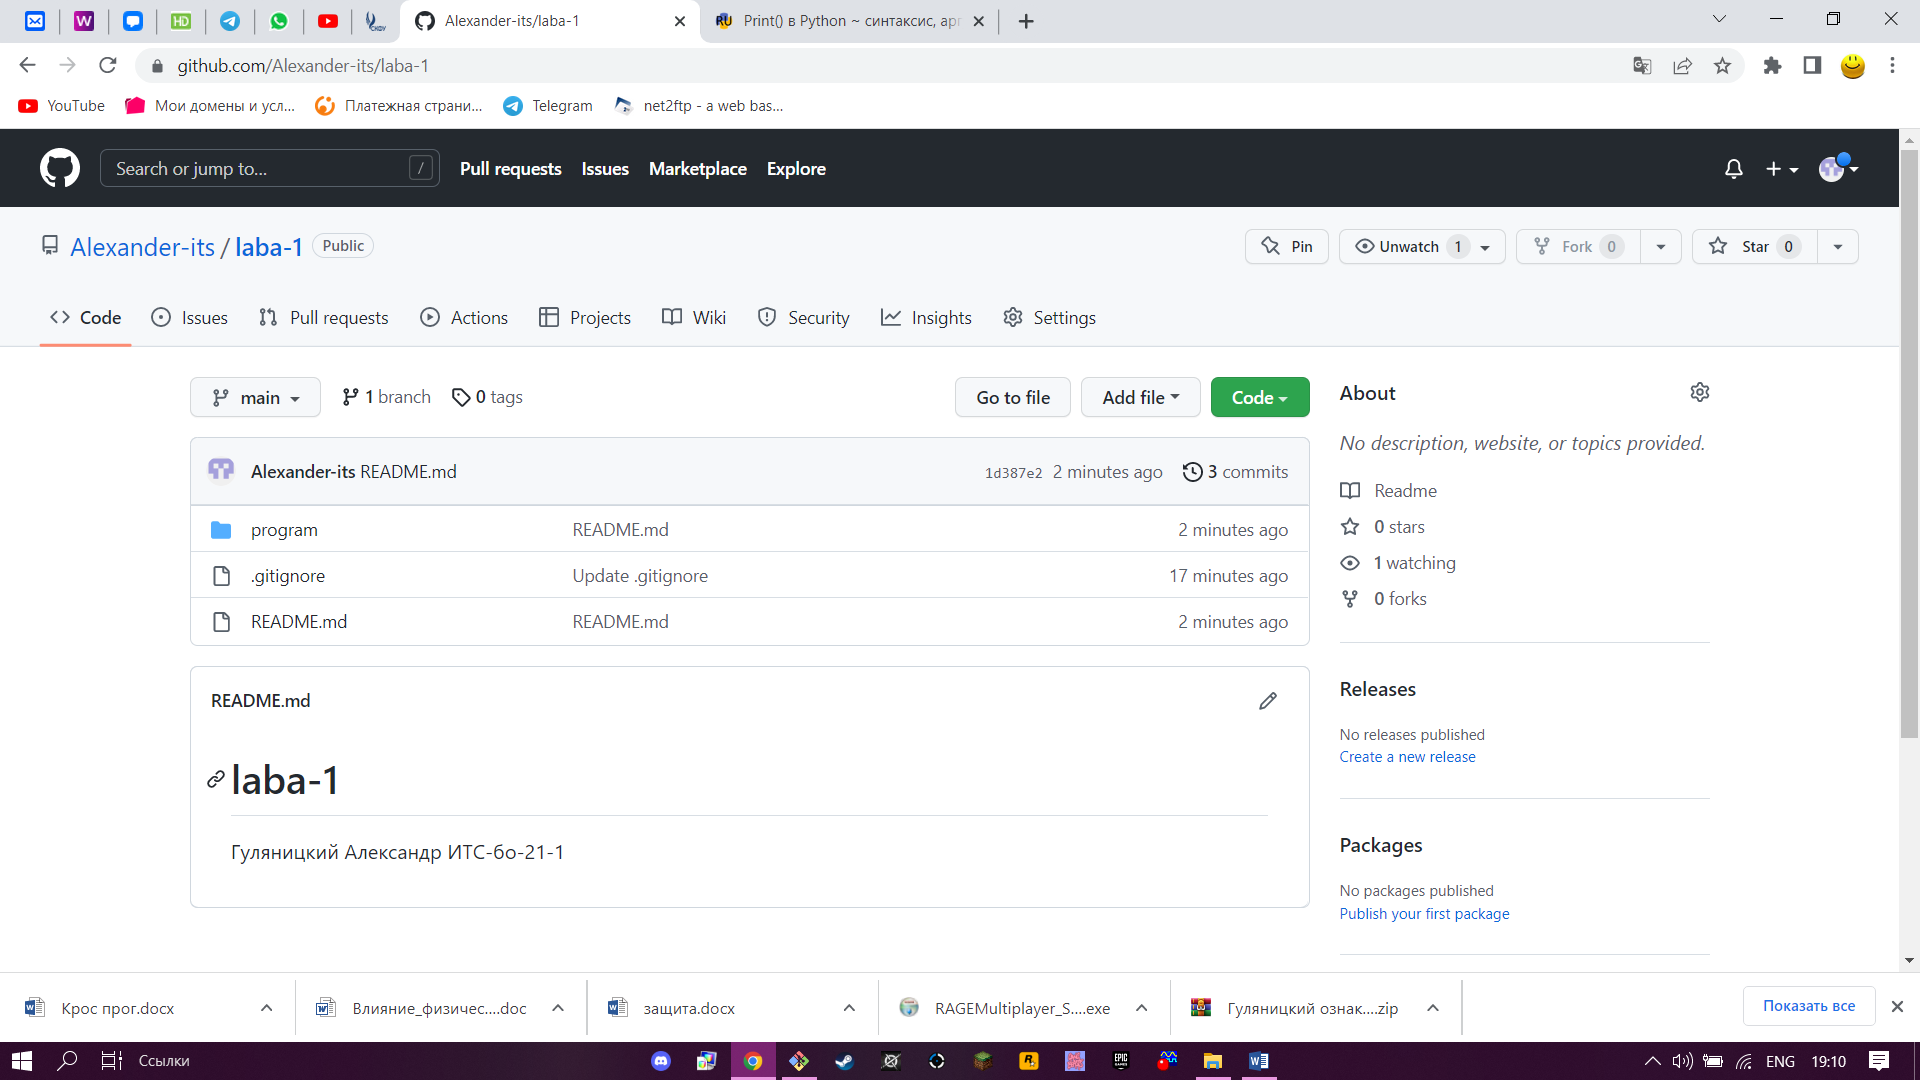 Alexander-its/laba-1
Print() в Python ~ синтаксис, арг
github.com/Alexander-its/laba-1
YouTube
Мои домены и усл...
Платежная страни...
Telegram
net2ftp - a web bas...
Search or jump to...
/
Pull requests
Issues
Marketplace
Explore
Alexander-its / laba-1
Public
Pin
Unwatch 1
Fork 0
Star 0
Code
Issues
Pull requests
Actions
Projects
Wiki
Security
Insights
Settings
main
1 branch
0 tags
Go to file
Add file
Code
About
No description, website, or topics provided.
Alexander-its README.md
1d387e2 2 minutes ago
3 commits
program
README.md
2 minutes ago
.gitignore
Update .gitignore
17 minutes ago
README.md
README.md
2 minutes ago
Readme
0 stars
1 watching
0 forks
README.md
laba-1
Гуляницкий Александр ИТС-бо-21-1
Releases
No releases published
Create a new release
Packages
No packages published
Publish your first package
Крос прог.docx
Влияние_физичес....doc
защита.docx
RAGEMultiplayer_S....exe
Гуляницкий ознак....zip
Показать все
Ссылки
ENG
19:10